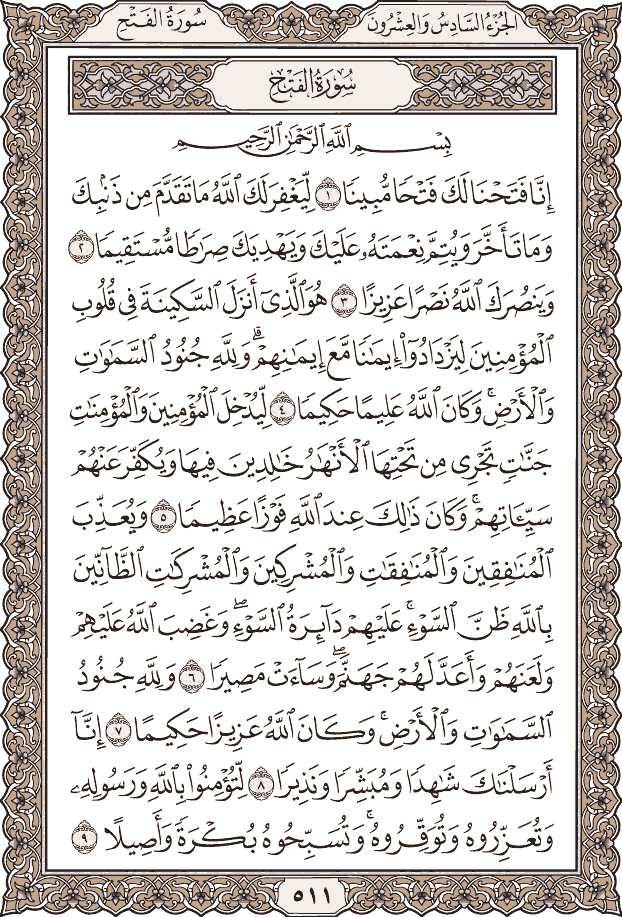 الجُزْءُ السَّادِسُ وَالعِشْرُونَ
سُورَةُ الفَتْحِ
سُورَةُ الفَتْحِ
بِسْمِ اللَّهِ الرَّحْمَٰنِ الرَّحِيمِ
إِنَّا فَتَحْنَا لَكَ فَتْحًا مُّبِينًا ١ لِّيَغْفِرَ لَكَ ٱللَّهُ مَا تَقَدَّمَ مِن ذَنۢبِكَ
وَمَا تَأَخَّرَ وَيُتِمَّ نِعْمَتَهُۥ عَلَيْكَ وَيَهْدِيَكَ صِرَٰطًا مُّسْتَقِيمًا ٢
وَيَنصُرَكَ ٱللَّهُ نَصْرًا عَزِيزًا ٣ هُوَ ٱلَّذِىٓ أَنزَلَ ٱلسَّكِينَةَ فِى قُلُوبِ
ٱلْمُؤْمِنِينَ لِيَزْدَادُوٓا۟ إِيمَٰنًا مَّعَ إِيمَٰنِهِمْ ۗ وَلِلَّهِ جُنُودُ ٱلسَّمَٰوَٰتِ
وَٱلْأَرْضِ ۚ وَكَانَ ٱللَّهُ عَلِيمًا حَكِيمًا ٤ لِّيُدْخِلَ ٱلْمُؤْمِنِينَ وَٱلْمُؤْمِنَٰتِ
جَنَّٰتٍ تَجْرِى مِن تَحْتِهَا ٱلْأَنْهَٰرُ خَٰلِدِينَ فِيهَا وَيُكَفِّرَ عَنْهُمْ
سَيِّـَٔاتِهِمْ ۚ وَكَانَ ذَٰلِكَ عِندَ ٱللَّهِ فَوْزًا عَظِيمًا ٥ وَيُعَذِّبَ
ٱلْمُنَٰفِقِينَ وَٱلْمُنَٰفِقَٰتِ وَٱلْمُشْرِكِينَ وَٱلْمُشْرِكَٰتِ ٱلظَّآنِّينَ
بِٱللَّهِ ظَنَّ ٱلسَّوْءِ ۚ عَلَيْهِمْ دَآئِرَةُ ٱلسَّوْءِ ۖ وَغَضِبَ ٱللَّهُ عَلَيْهِمْ
وَلَعَنَهُمْ وَأَعَدَّ لَهُمْ جَهَنَّمَ ۖ وَسَآءَتْ مَصِيرًا ٦ وَلِلَّهِ جُنُودُ
ٱلسَّمَٰوَٰتِ وَٱلْأَرْضِ ۚ وَكَانَ ٱللَّهُ عَزِيزًا حَكِيمًا ٧ إِنَّآ
أَرْسَلْنَٰكَ شَٰهِدًا وَمُبَشِّرًا وَنَذِيرًا ٨ لِّتُؤْمِنُوا۟ بِٱللَّهِ وَرَسُولِهِۦ
وَتُعَزِّرُوهُ وَتُوَقِّرُوهُ ۚ وَتُسَبِّحُوهُ بُكْرَةً وَأَصِيلًا ٩
٥١١